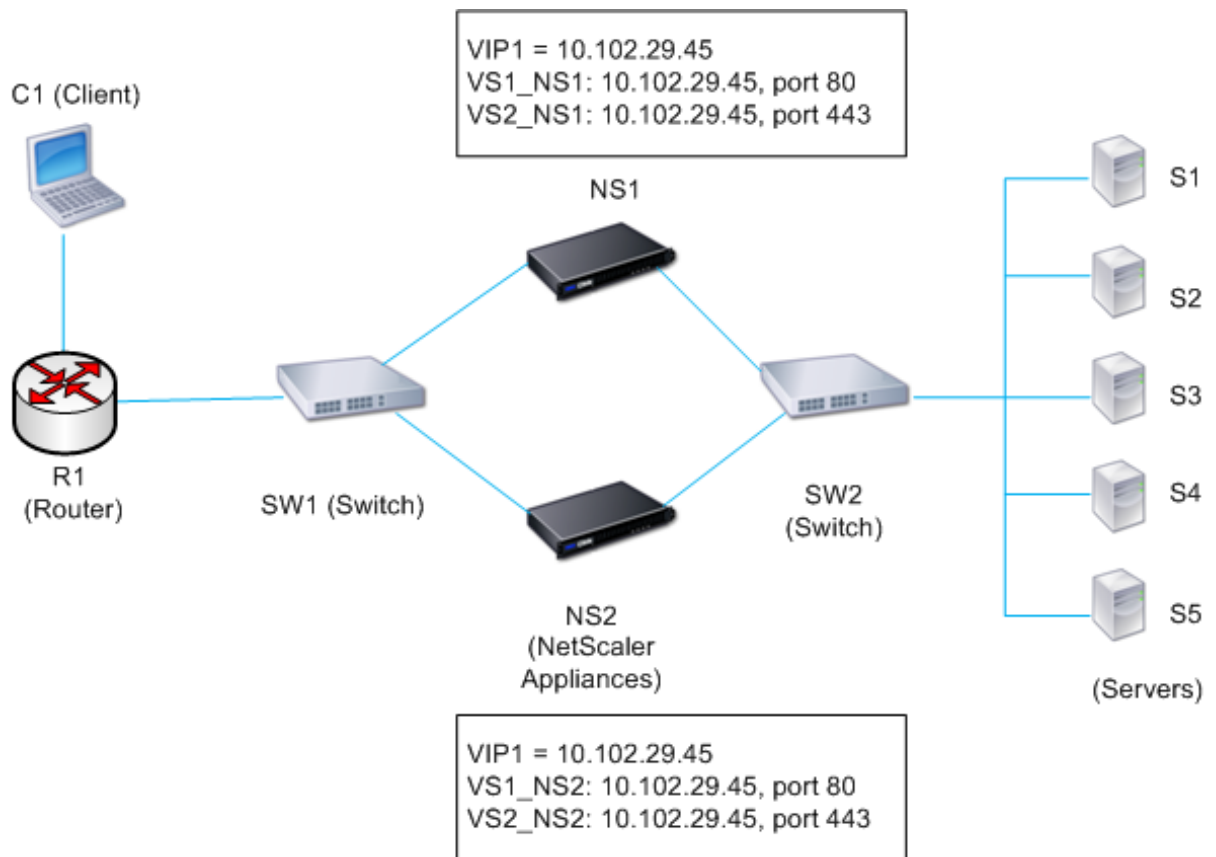 VIP1 = 10.102.29.45
VS1_NS1: 10.102.29.45, port 80
VS2_NS1: 10.102.29.45, port 443
C1 (Client)
NS1
S1
S2
S3
S4
S5
(Servers)
R1
(Router)
SW1 (Switch)
SW2
(Switch)
NS2
(NetScaler
Appliances)
VIP1 = 10.102.29.45
VS1_NS2: 10.102.29.45, port 80
VS2_NS2: 10.102.29.45, port 443